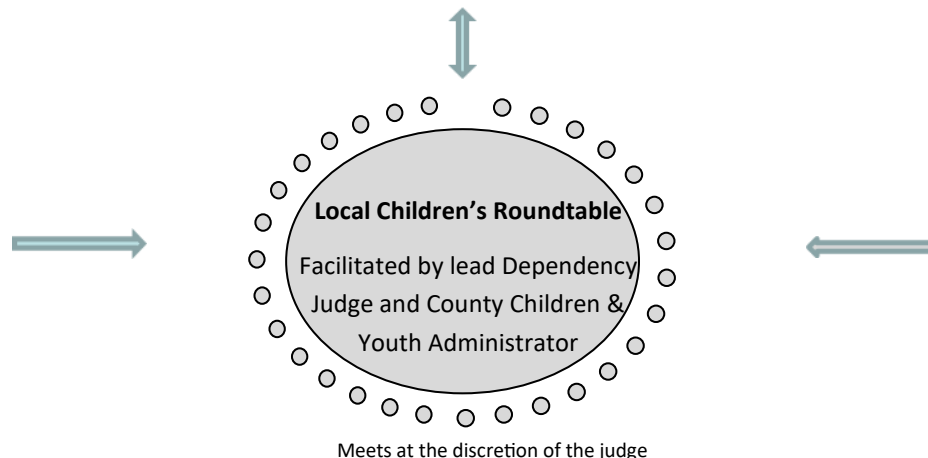 Local Children’s Roundtable
Facilitated by lead Dependency
Judge and County Children &
Youth Administrator
Meets at the discretion of the judge